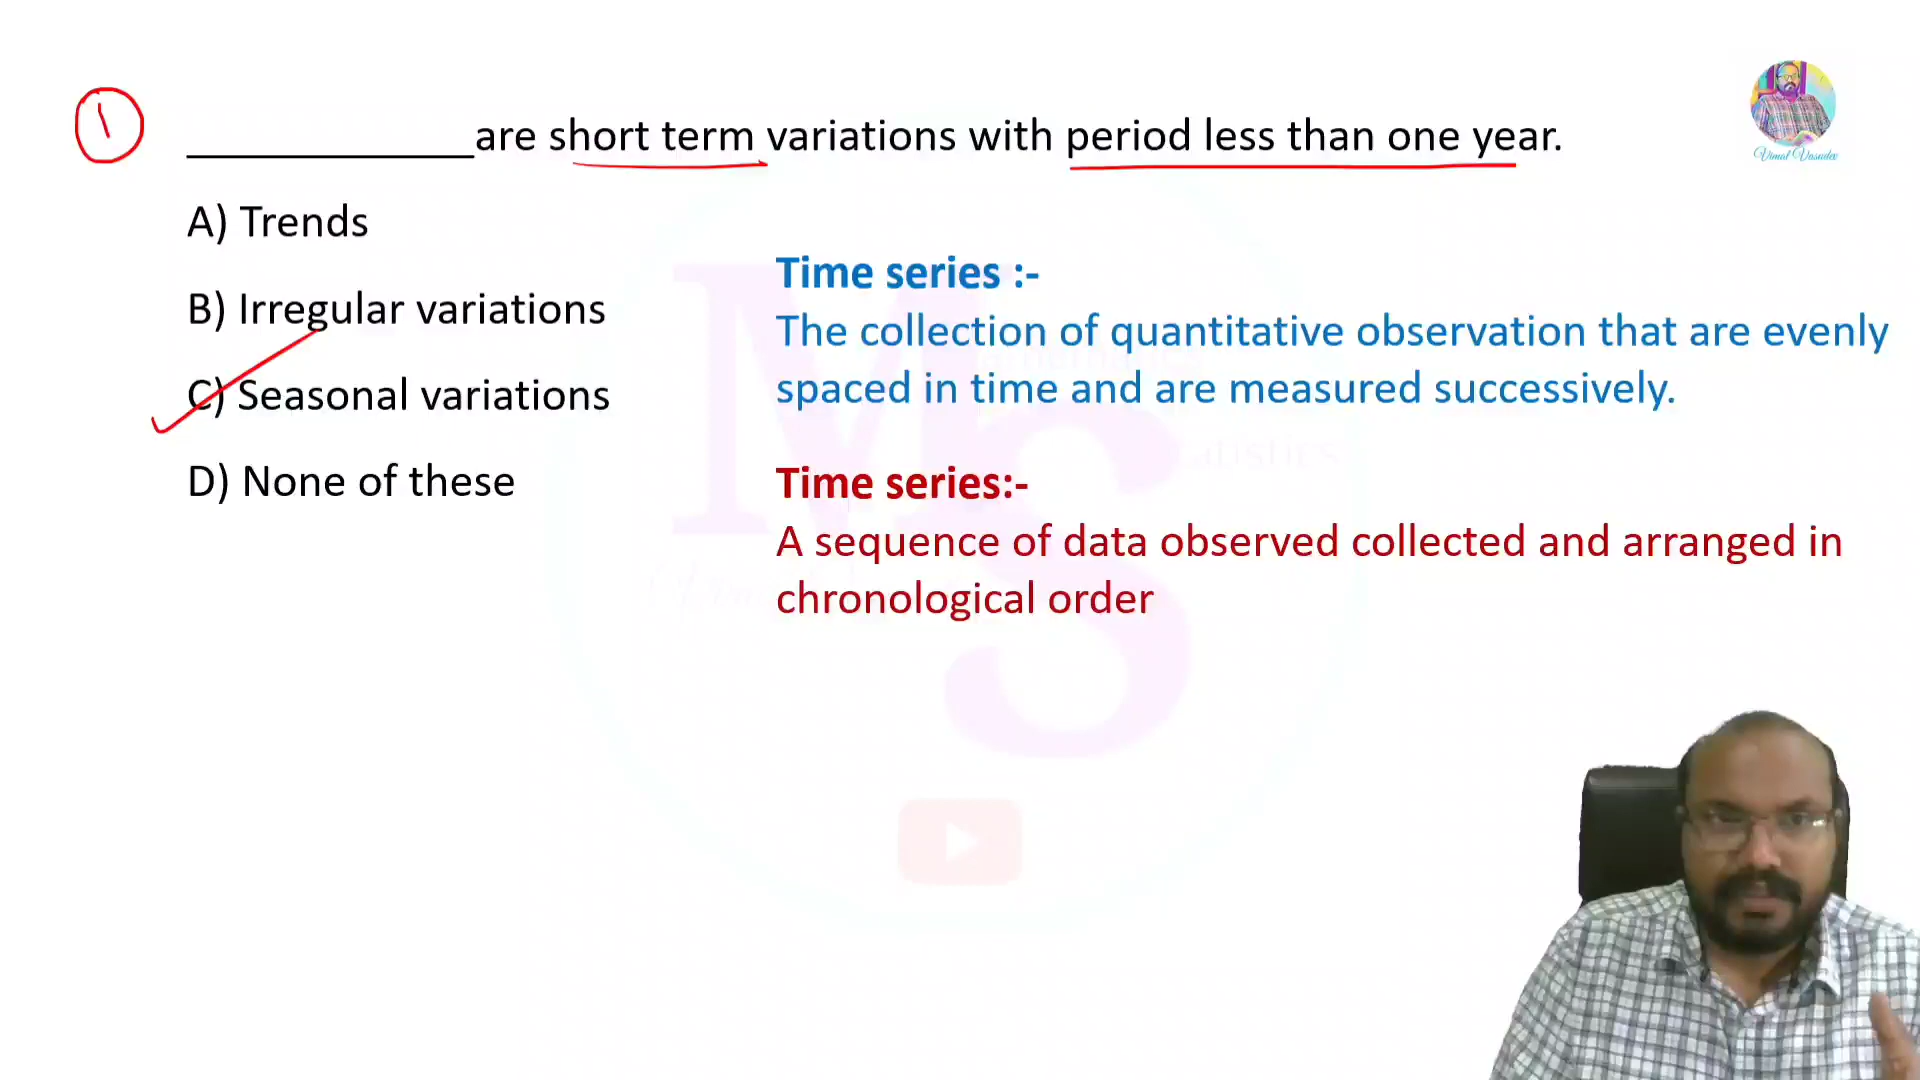 1
____________are short term variations with period less than one year.
Vimal Vasudev
A) Trends
B) Irregular variations
C) Seasonal variations
D) None of these
Time series :-
The collection of quantitative observation that are evenly
spaced in time and are measured successively.
Time series:-
A sequence of data observed collected and arranged in
chronological order
MS